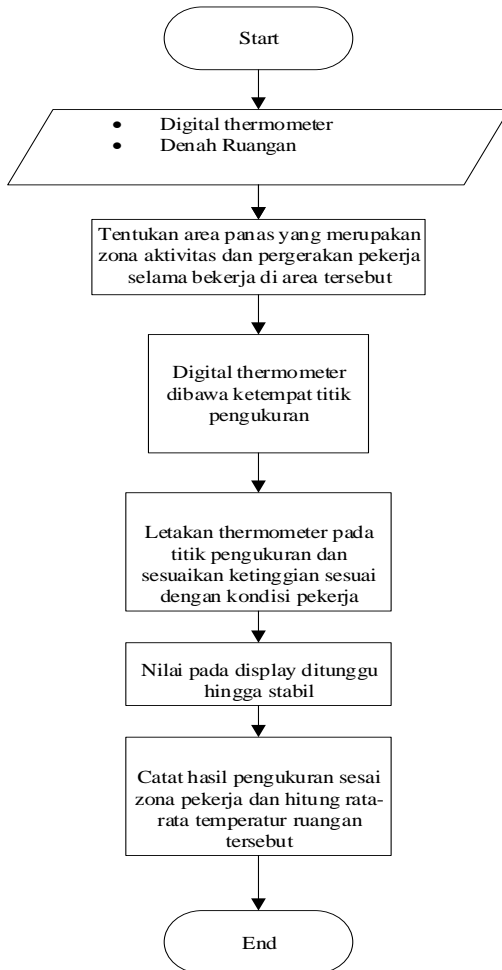 Start
• Digital thermometer
• Denah Ruangan
Tentukan area panas yang merupakan
zona aktivitas dan pergerakan pekerja
selama bekerja di area tersebut
Digital thermometer
dibawa ketempat titik
pengukuran
Letakan thermometer pada
titik pengukuran dan
sesuaikan ketinggian sesuai
dengan kondisi pekerja
Nilai pada display ditunggu
hingga stabil
Catat hasil pengukuran sesai
zona pekerja dan hitung rata-
rata temperatur ruangan
tersebut
End